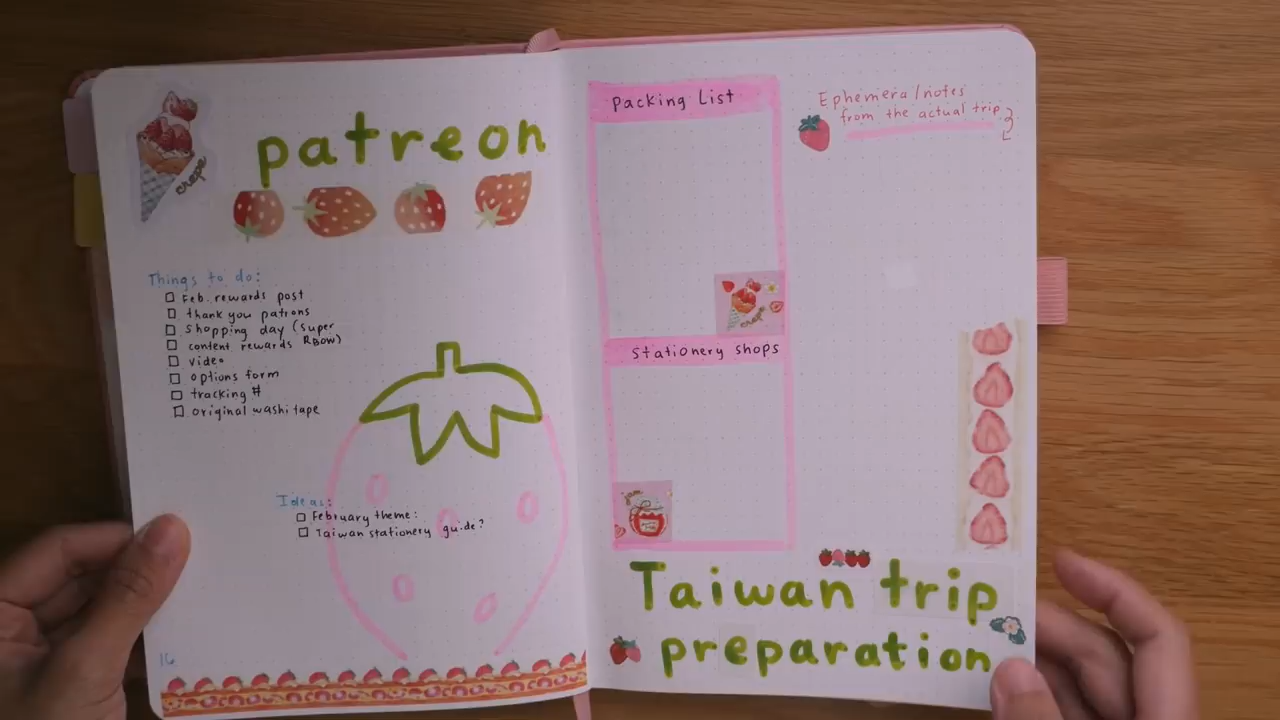 crepe
patreon
Things to do:
Feb. rewards post
thank you patrons
shopping day (super
content rewards RBOW)
video
options form
tracking #
original washi tape
Ideas:
February theme:
Taiwan stationery guide?
16
Packing List
Ephemera/notes
from the actual trip
crepe
Stationery shops
jam
Taiwan trip
preparation